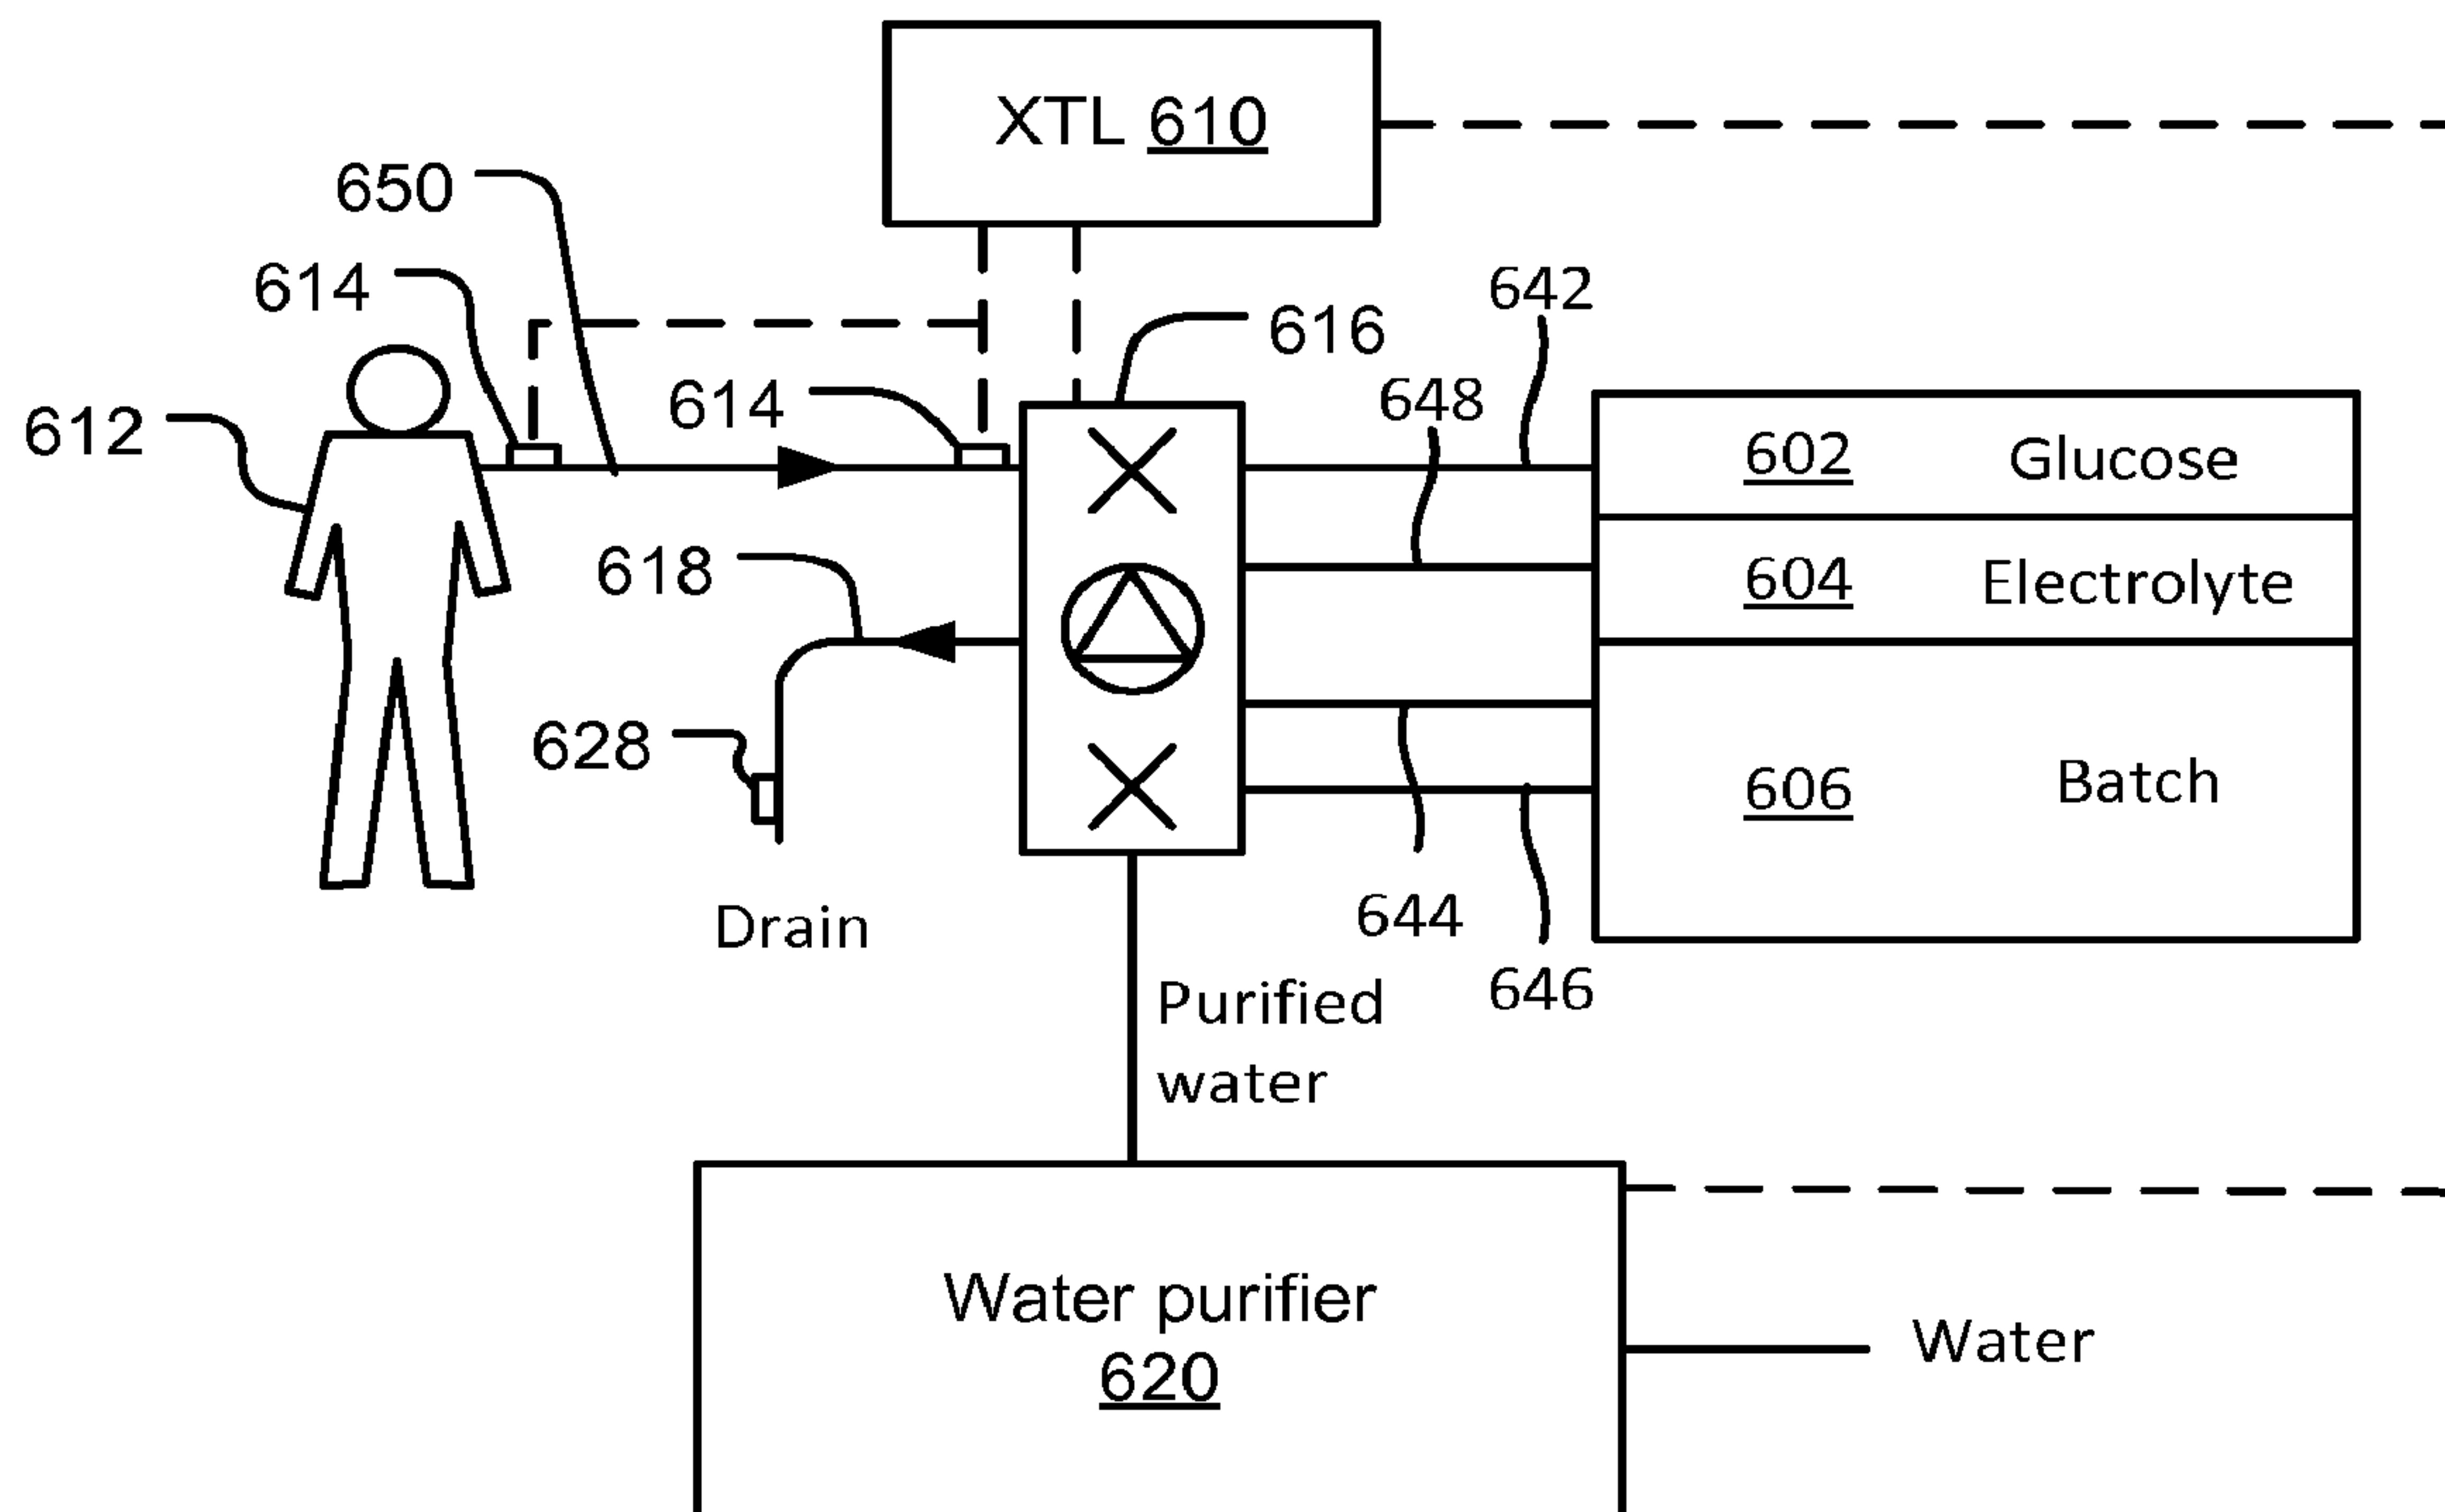 XTL 610
650
614
642
616
614
648
612
602 Glucose
618
604 Electrolyte
628
606 Batch
644
Drain
646
Purified
water
Water purifier
620
Water